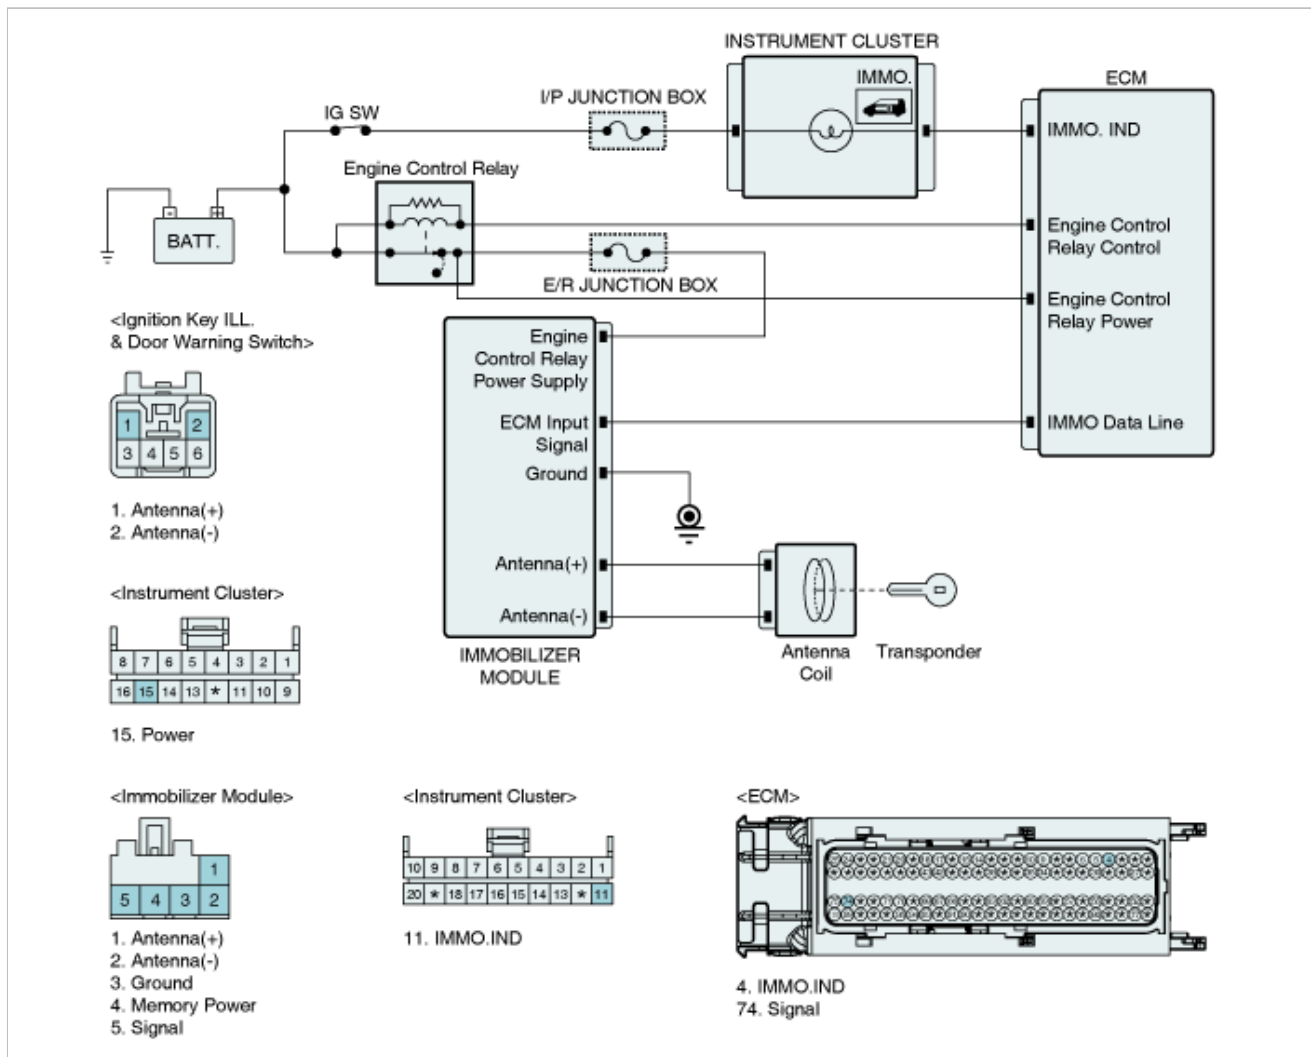 INSTRUMENT CLUSTER
IMMO.
ECM
I/P JUNCTION BOX
IG SW
IMMO. IND
Engine Control Relay
Engine Control
Relay Control
BATT.
- +
E/R JUNCTION BOX
Engine Control
Relay Power
<Ignition Key ILL.
& Door Warning Switch>
Engine
Control Relay
Power Supply
ECM Input
Signal
IMMO Data Line
Ground
1 2
3 4 5 6
1. Antenna(+)
2. Antenna(-)
Antenna(+)
Antenna(-)
IMMOBILIZER
MODULE
Antenna
Coil
Transponder
<Instrument Cluster>
8 7 6 5 4 3 2 1
16 15 14 13 * 11 10 9
15. Power
<Immobilizer Module>
1
5 4 3 2
1. Antenna(+)
2. Antenna(-)
3. Ground
4. Memory Power
5. Signal
<Instrument Cluster>
10 9 8 7 6 5 4 3 2 1
20 * 18 17 16 15 14 13 * 11
11. IMMO.IND
<ECM>
4. IMMO.IND
74. Signal